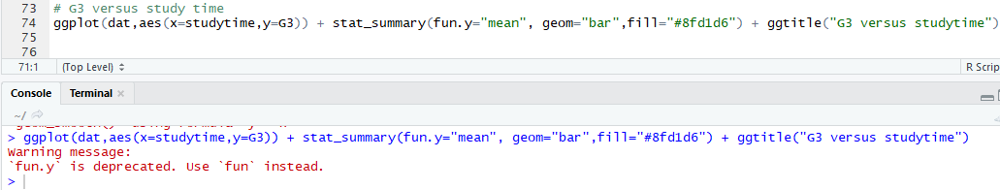 73 # G3 versus study time
74 ggplot(dat,aes(x=studytime,y=G3)) + stat_summary(fun.y="mean", geom="bar",fill="#8fd1d6") + ggtitle("G3 versus studytime")
75
76
71:1 (Top Level) R Scrip
Console Terminal
~/
> ggplot(dat,aes(x=studytime,y=G3)) + stat_summary(fun.y="mean", geom="bar",fill="#8fd1d6") + ggtitle("G3 versus studytime")
Warning message:
`fun.y` is deprecated. Use `fun` instead.
>